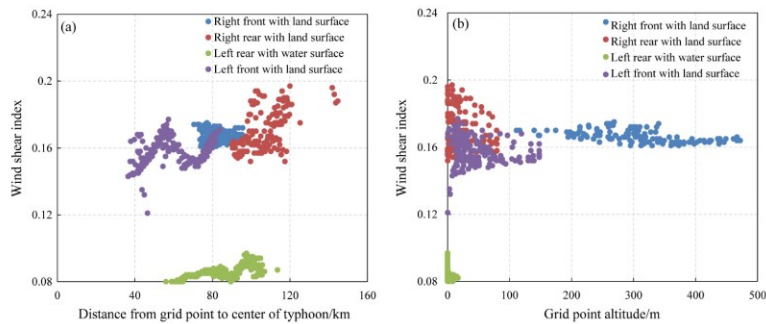 (a)
Right front with land surface
Right rear with land surface
Left rear with water surface
Left front with land surface
Wind shear index
0.24
0.2
0.16
0.12
0.08
0
40
80
120
160
Distance from grid point to center of typhoon/km
(b)
Right front with land surface
Right rear with land surface
Left rear with water surface
Left front with land surface
Wind shear index
0.24
0.2
0.16
0.12
0.08
0
100
200
300
400
500
Grid point altitude/m